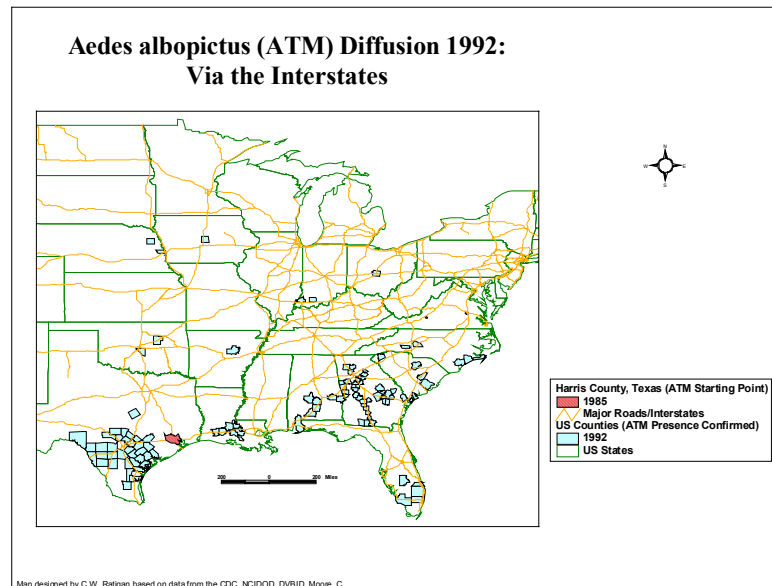 Aedes albopictus (ATM) Diffusion 1992:
Via the Interstates
N
W E
S
200 0 200 Miles
Harris County, Texas (ATM Starting Point)
1985
Major Roads/Interstates
US Counties (ATM Presence Confirmed)
1992
US States
Map designed by C.W. Ratigan based on data from the CDC, NCIDOD, DVBID, Moore, C.